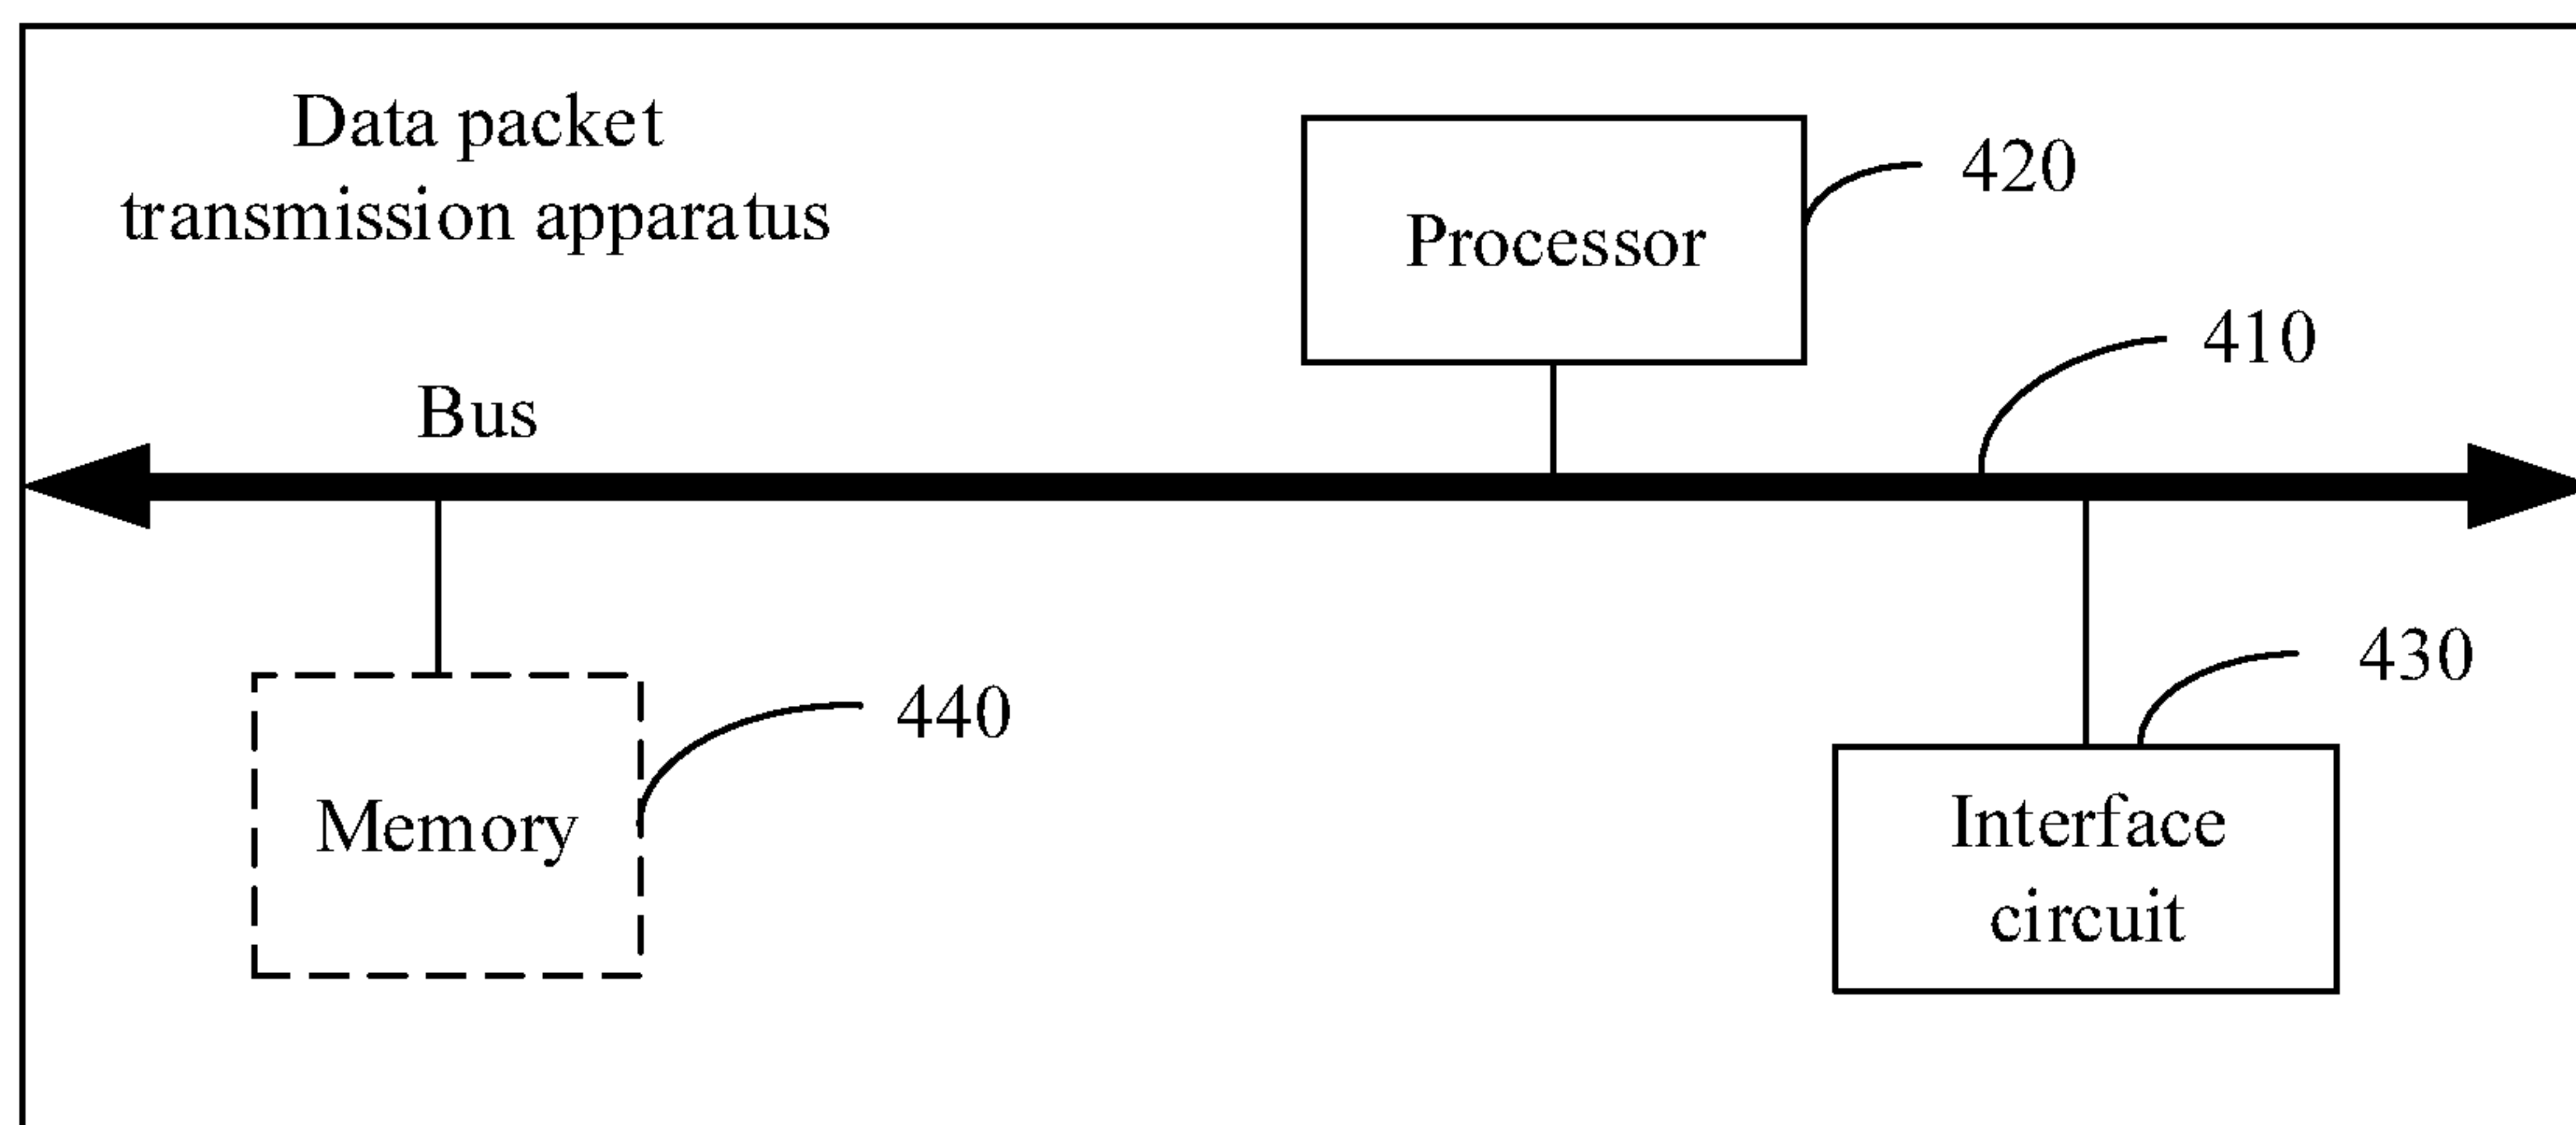 Data packet
transmission apparatus
Processor
420
410
Bus
430
440
Memory
Interface
circuit